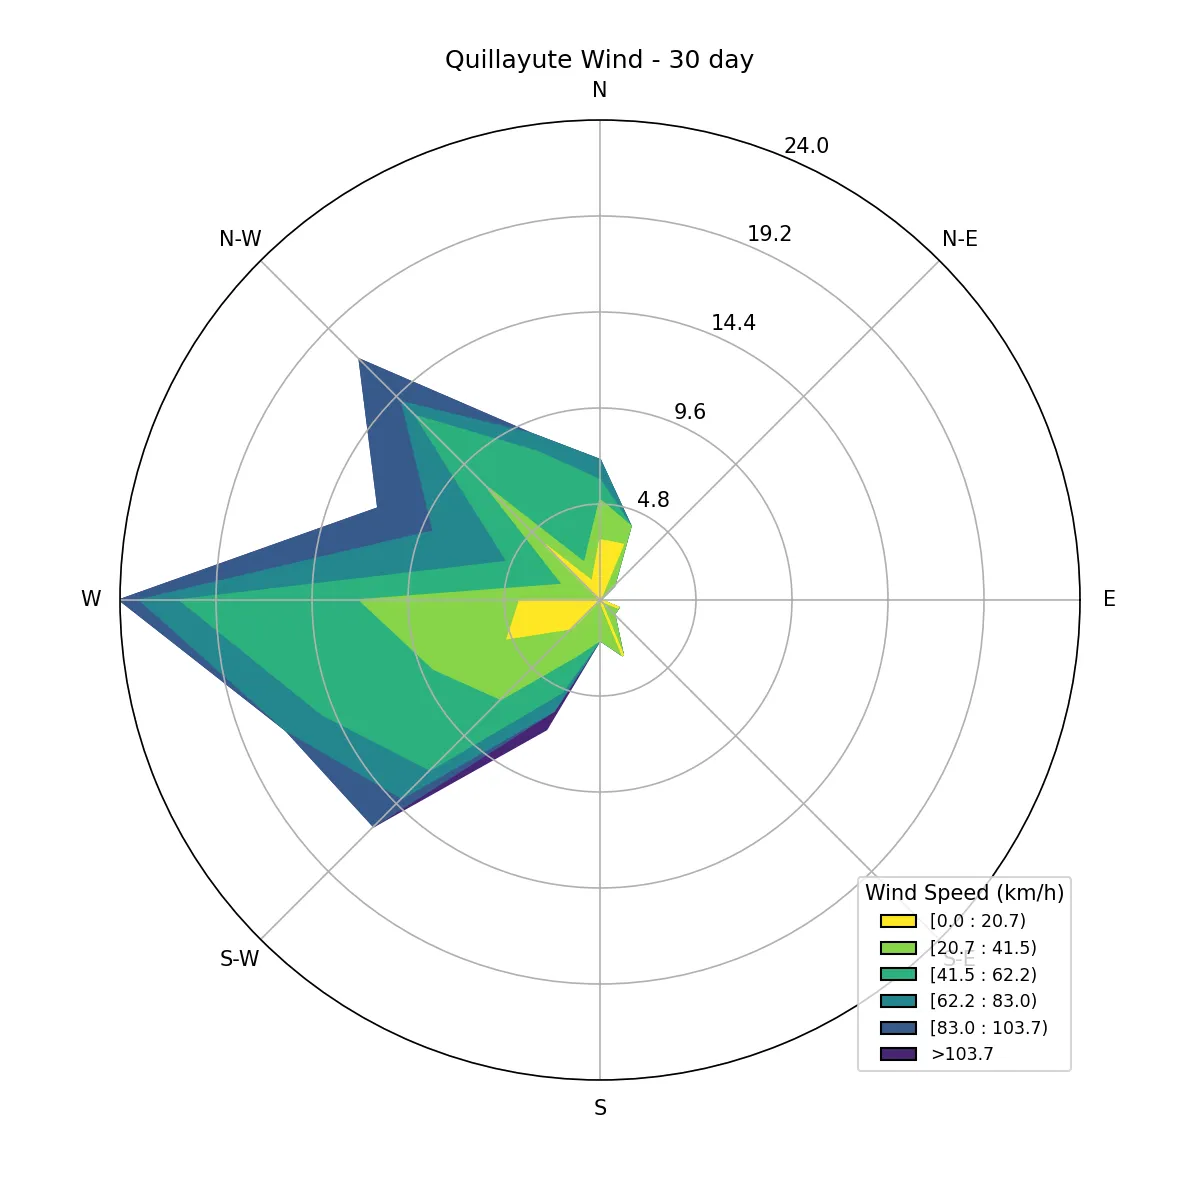 Quillayute Wind - 30 day
N
24.0
N-W
19.2
N-E
14.4
9.6
4.8
W
E
S-W
S-E
S
Wind Speed (km/h)
[0.0 : 20.7)
[20.7 : 41.5)
[41.5 : 62.2)
[62.2 : 83.0)
[83.0 : 103.7)
>103.7